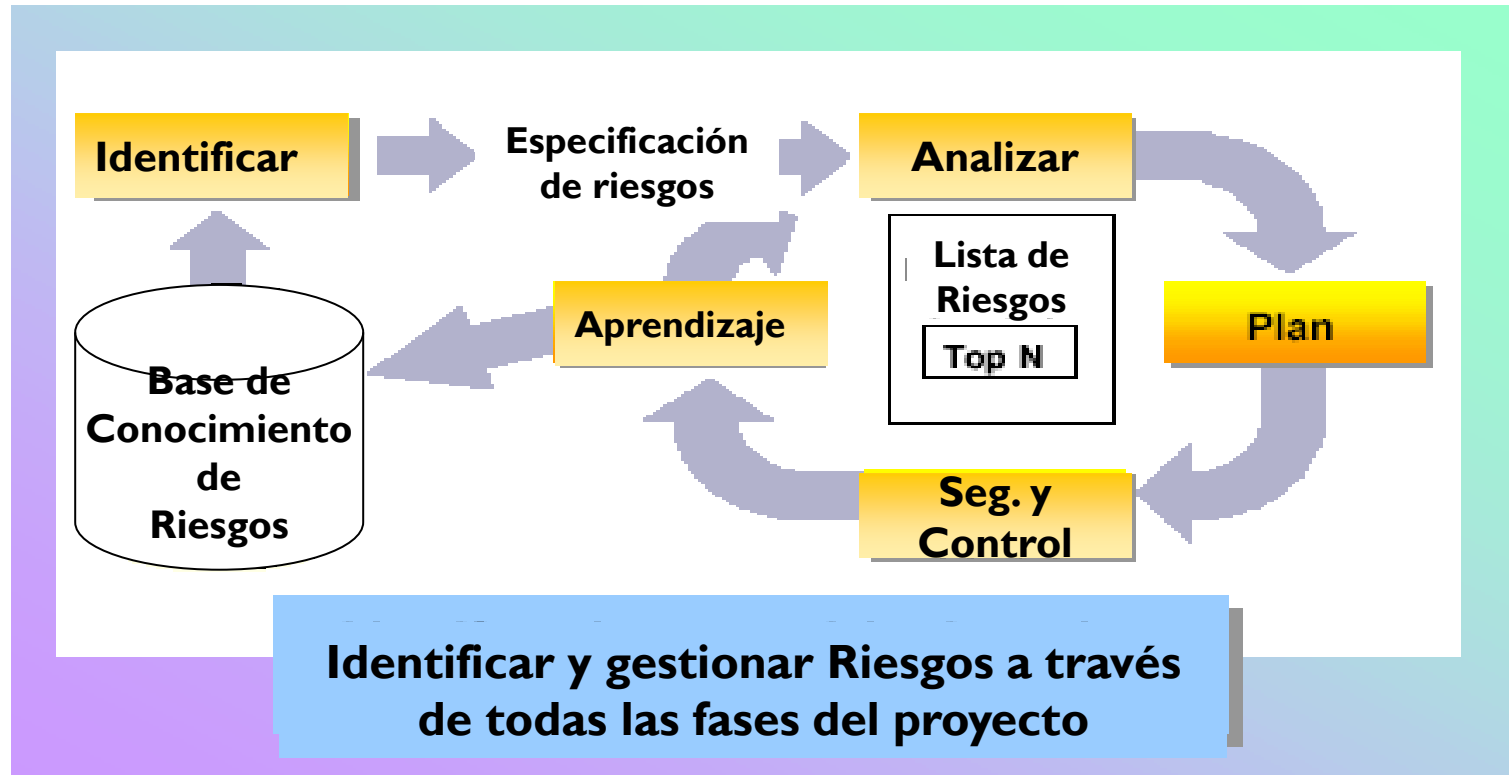 Identificar
Especificación
de riesgos
Analizar
Lista de
Riesgos
Top N
Aprendizaje
Plan
Base de
Conocimiento
de
Riesgos
Seg. y
Control
Identificar y gestionar Riesgos a través
de todas las fases del proyecto